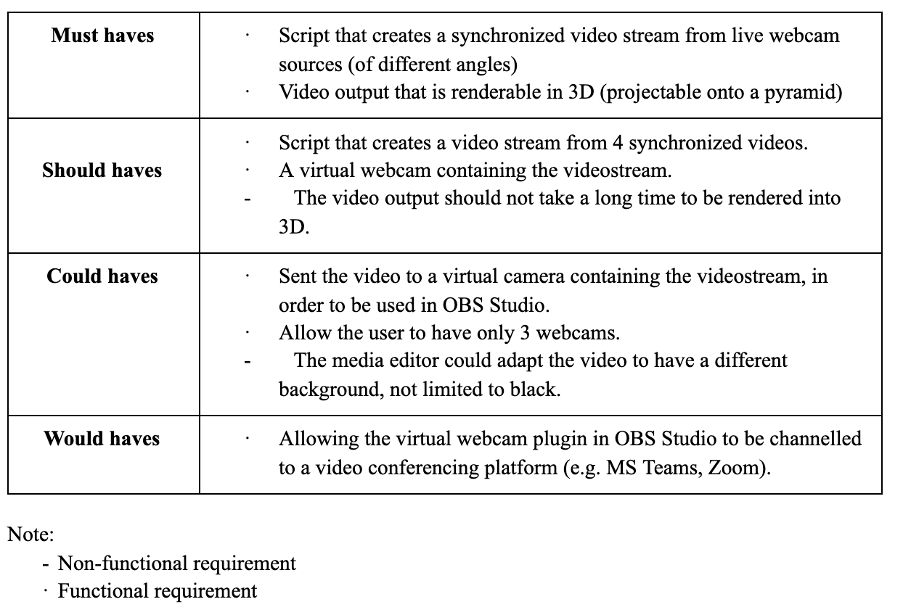 Must haves
· Script that creates a synchronized video stream from live webcam
sources (of different angles)
· Video output that is renderable in 3D (projectable onto a pyramid)
Should haves
· Script that creates a video stream from 4 synchronized videos.
· A virtual webcam containing the videostream.
- The video output should not take a long time to be rendered into
3D.
Could haves
· Sent the video to a virtual camera containing the videostream, in
order to be used in OBS Studio.
· Allow the user to have only 3 webcams.
- The media editor could adapt the video to have a different
background, not limited to black.
Would haves
· Allowing the virtual webcam plugin in OBS Studio to be channelled
to a video conferencing platform (e.g. MS Teams, Zoom).
Note:
- Non-functional requirement
· Functional requirement